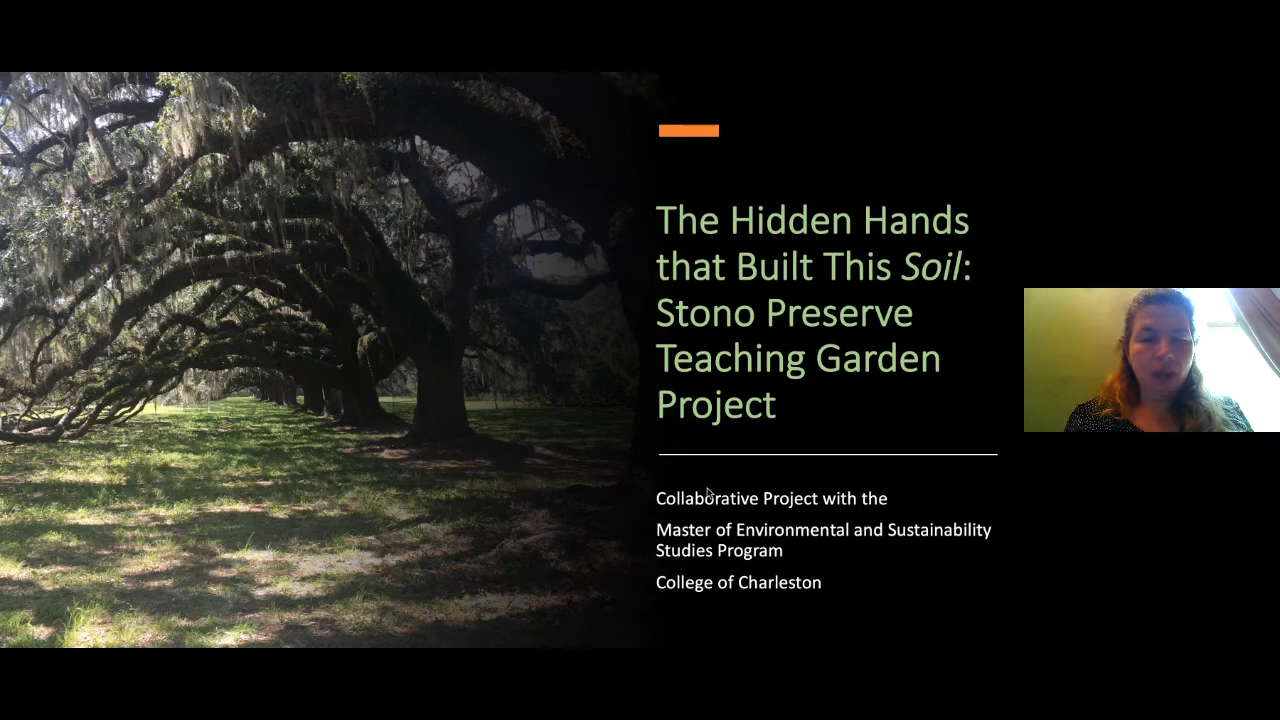 The Hidden Hands
that Built This Soil:
Stono Preserve
Teaching Garden
Project
Collaborative Project with the
Master of Environmental and Sustainability
Studies Program
College of Charleston